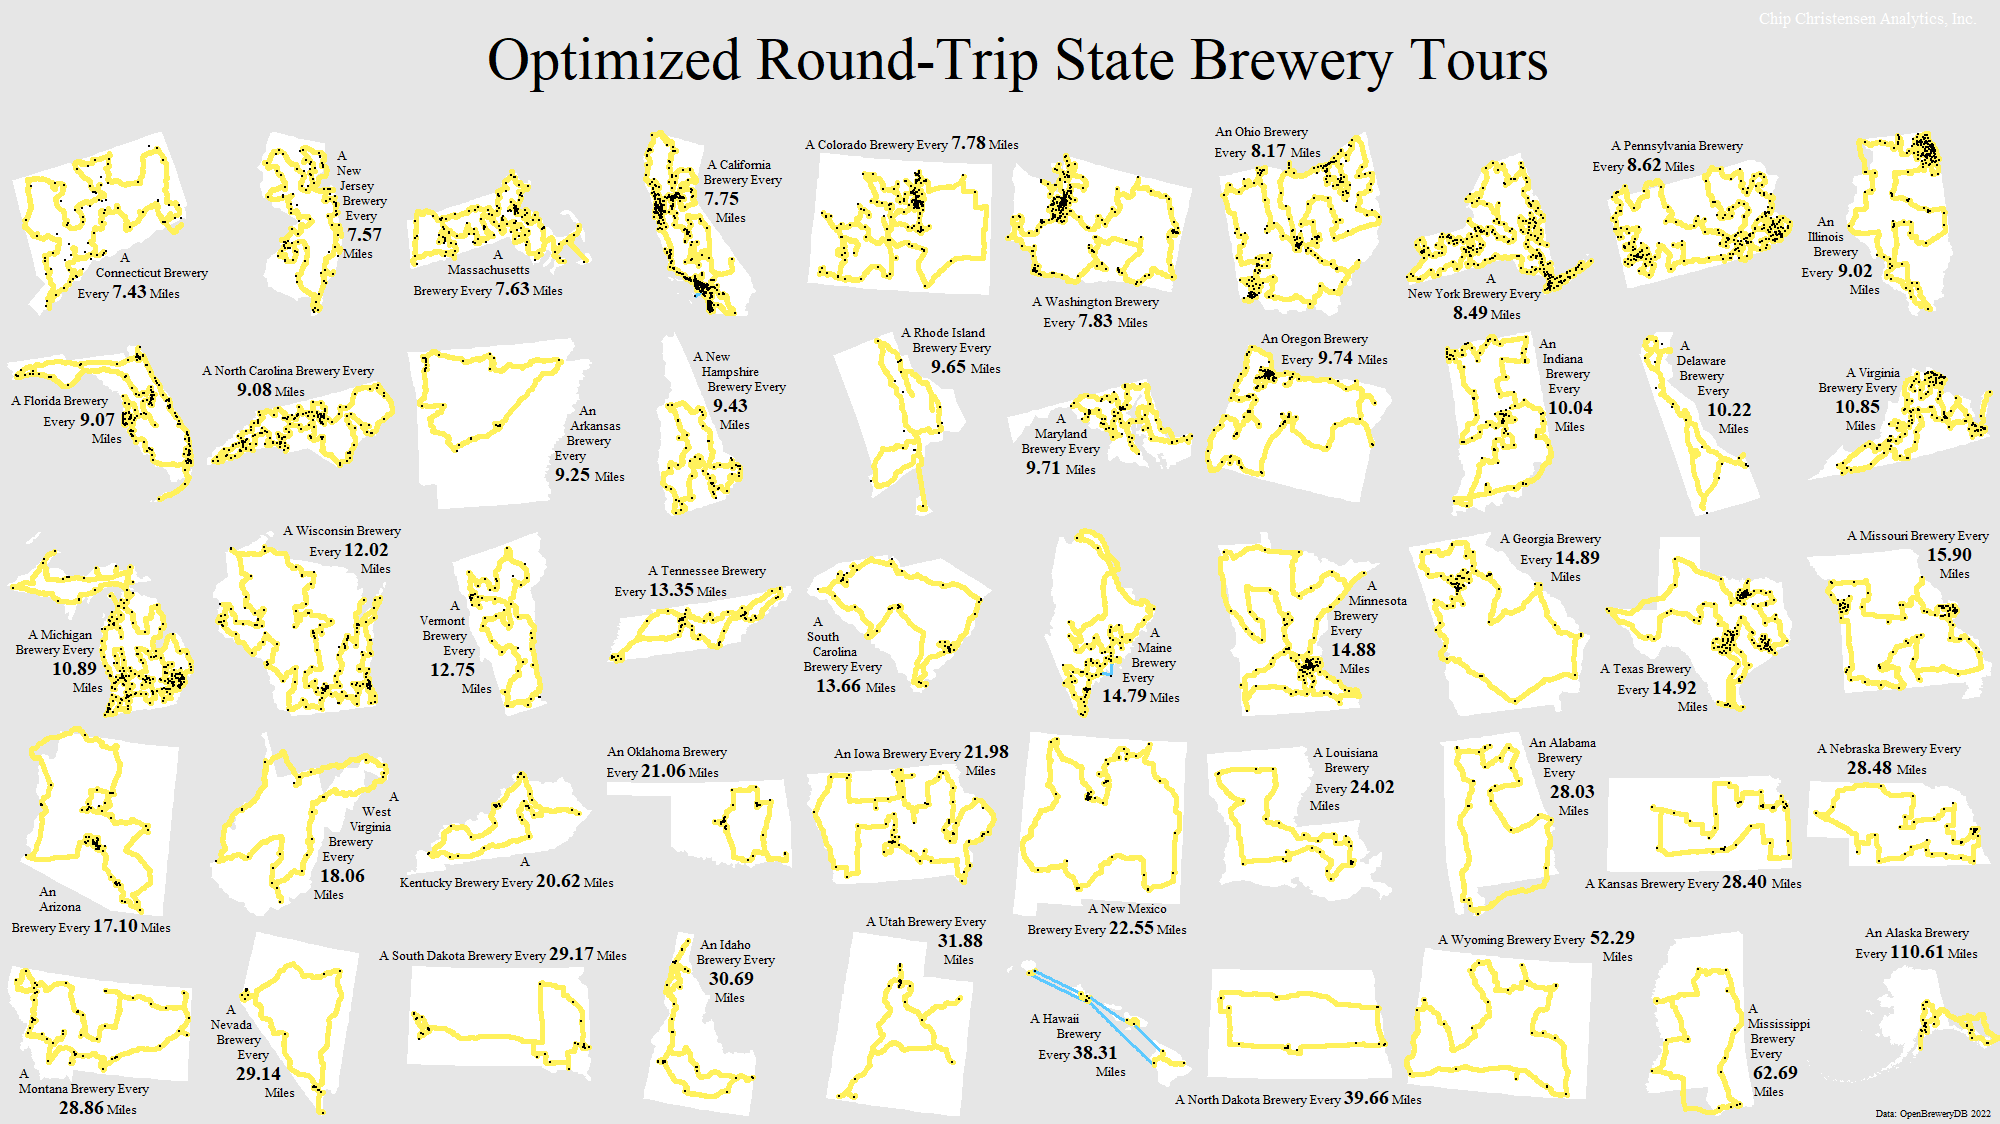 Chip Christensen Analytics, Inc.
Optimized Round-Trip State Brewery Tours
A
Connecticut Brewery
Every 7.43 Miles
A
New
Jersey
Brewery
Every
7.57
Miles
A
Massachusetts
Brewery Every 7.63 Miles
A California
Brewery Every
7.75
Miles
A Colorado Brewery Every 7.78 Miles
A Washington Brewery
Every 7.83 Miles
An Ohio Brewery
Every 8.17 Miles
A
New York Brewery Every
8.49 Miles
A Pennsylvania Brewery
Every 8.62 Miles
An
Illinois
Brewery
Every 9.02
Miles
A Florida Brewery
Every 9.07
Miles
A North Carolina Brewery Every
9.08 Miles
An
Arkansas
Brewery
Every
9.25 Miles
A New
Hampshire
Brewery Every
9.43
Miles
A Rhode Island
Brewery Every
9.65 Miles
A
Maryland
Brewery Every
9.71 Miles
An Oregon Brewery
Every 9.74 Miles
An
Indiana
Brewery
Every
10.04
Miles
A
Delaware
Brewery
Every
10.22
Miles
A Virginia
Brewery Every
10.85
Miles
A Michigan
Brewery Every
10.89
Miles
A Wisconsin Brewery
Every 12.02
Miles
A
Vermont
Brewery
Every
12.75
Miles
A Tennessee Brewery
Every 13.35 Miles
A
South
Carolina
Brewery Every
13.66 Miles
A
Maine
Brewery
Every
14.79 Miles
A
Minnesota
Brewery
Every
14.88
Miles
A Georgia Brewery
Every 14.89
Miles
A Texas Brewery
Every 14.92
Miles
A Missouri Brewery Every
15.90
Miles
An
Arizona
Brewery Every 17.10 Miles
A
West
Virginia
Brewery
Every
18.06
Miles
A
Kentucky Brewery Every 20.62 Miles
An Oklahoma Brewery
Every 21.06 Miles
An Iowa Brewery Every 21.98
Miles
A New Mexico
Brewery Every 22.55 Miles
A Louisiana
Brewery
Every 24.02
Miles
An Alabama
Brewery
Every
28.03
Miles
A Kansas Brewery Every 28.40 Miles
A Nebraska Brewery Every
28.48 Miles
A
Montana Brewery Every
28.86 Miles
A
Nevada
Brewery
Every
29.14
Miles
A South Dakota Brewery Every 29.17 Miles
An Idaho
Brewery Every
30.69
Miles
A Utah Brewery Every
31.88
Miles
A Hawaii
Brewery
Every 38.31
Miles
A North Dakota Brewery Every 39.66 Miles
A Wyoming Brewery Every 52.29
Miles
A
Mississippi
Brewery
Every
62.69
Miles
An Alaska Brewery
Every 110.61 Miles
Data: OpenBreweryDB 2022